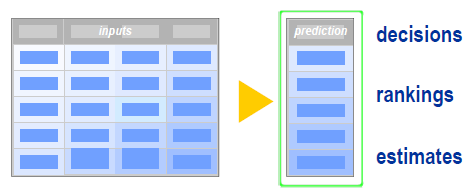 inputs
prediction
decisions
rankings
estimates